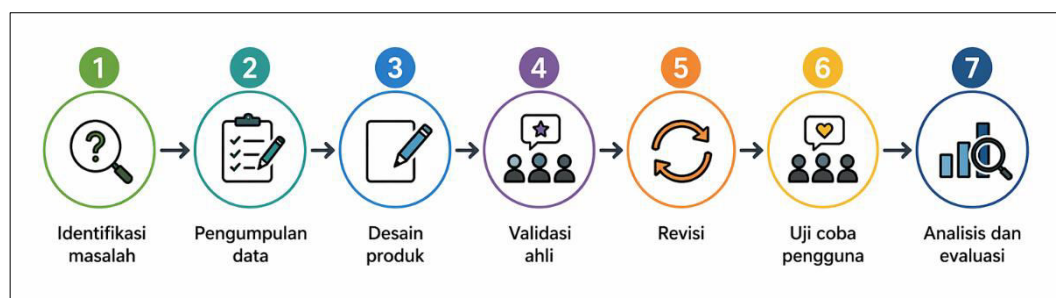 1
2
3
4
5
6
7
Identifikasi
masalah
Pengumpulan
data
Desain
produk
Validasi
ahli
Revisi
Uji coba
pengguna
Analisis dan
evaluasi